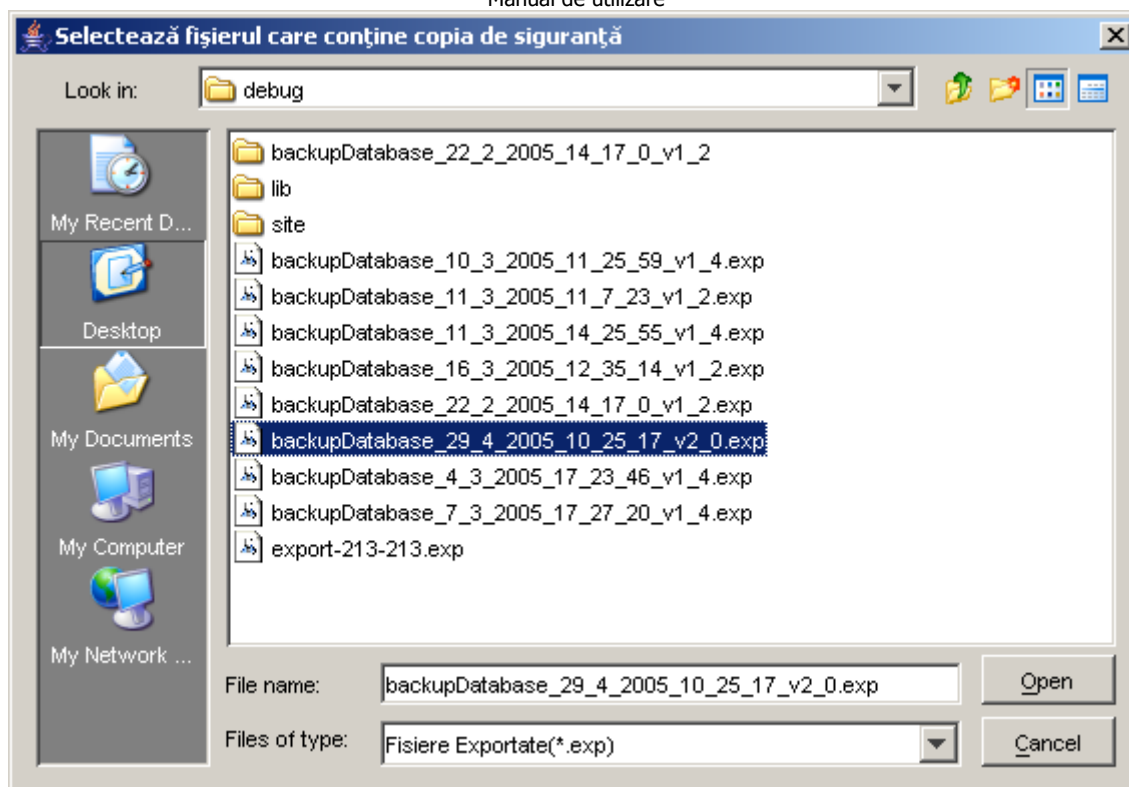 Manual de utilizare
Selectează fişierul care conţine copia de siguranţă
Look in:
debug
My Recent D...
Desktop
My Documents
My Computer
My Network ...
backupDatabase_22_2_2005_14_17_0_v1_2
lib
site
backupDatabase_10_3_2005_11_25_59_v1_4.exp
backupDatabase_11_3_2005_11_7_23_v1_2.exp
backupDatabase_11_3_2005_14_25_55_v1_4.exp
backupDatabase_16_3_2005_12_35_14_v1_2.exp
backupDatabase_22_2_2005_14_17_0_v1_2.exp
backupDatabase_29_4_2005_10_25_17_v2_0.exp
backupDatabase_4_3_2005_17_23_46_v1_4.exp
backupDatabase_7_3_2005_17_27_20_v1_4.exp
export-213-213.exp
File name:
backupDatabase_29_4_2005_10_25_17_v2_0.exp
Open
Files of type:
Fisiere Exportate(*.exp)
Cancel